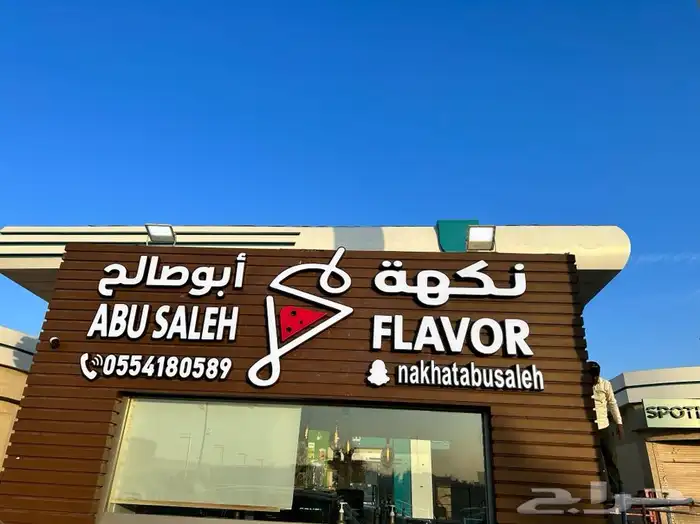 نكهة أبوصالح
ABU SALEH FLAVOR
0554180589
nakhatabusaleh
SPOT
حراج